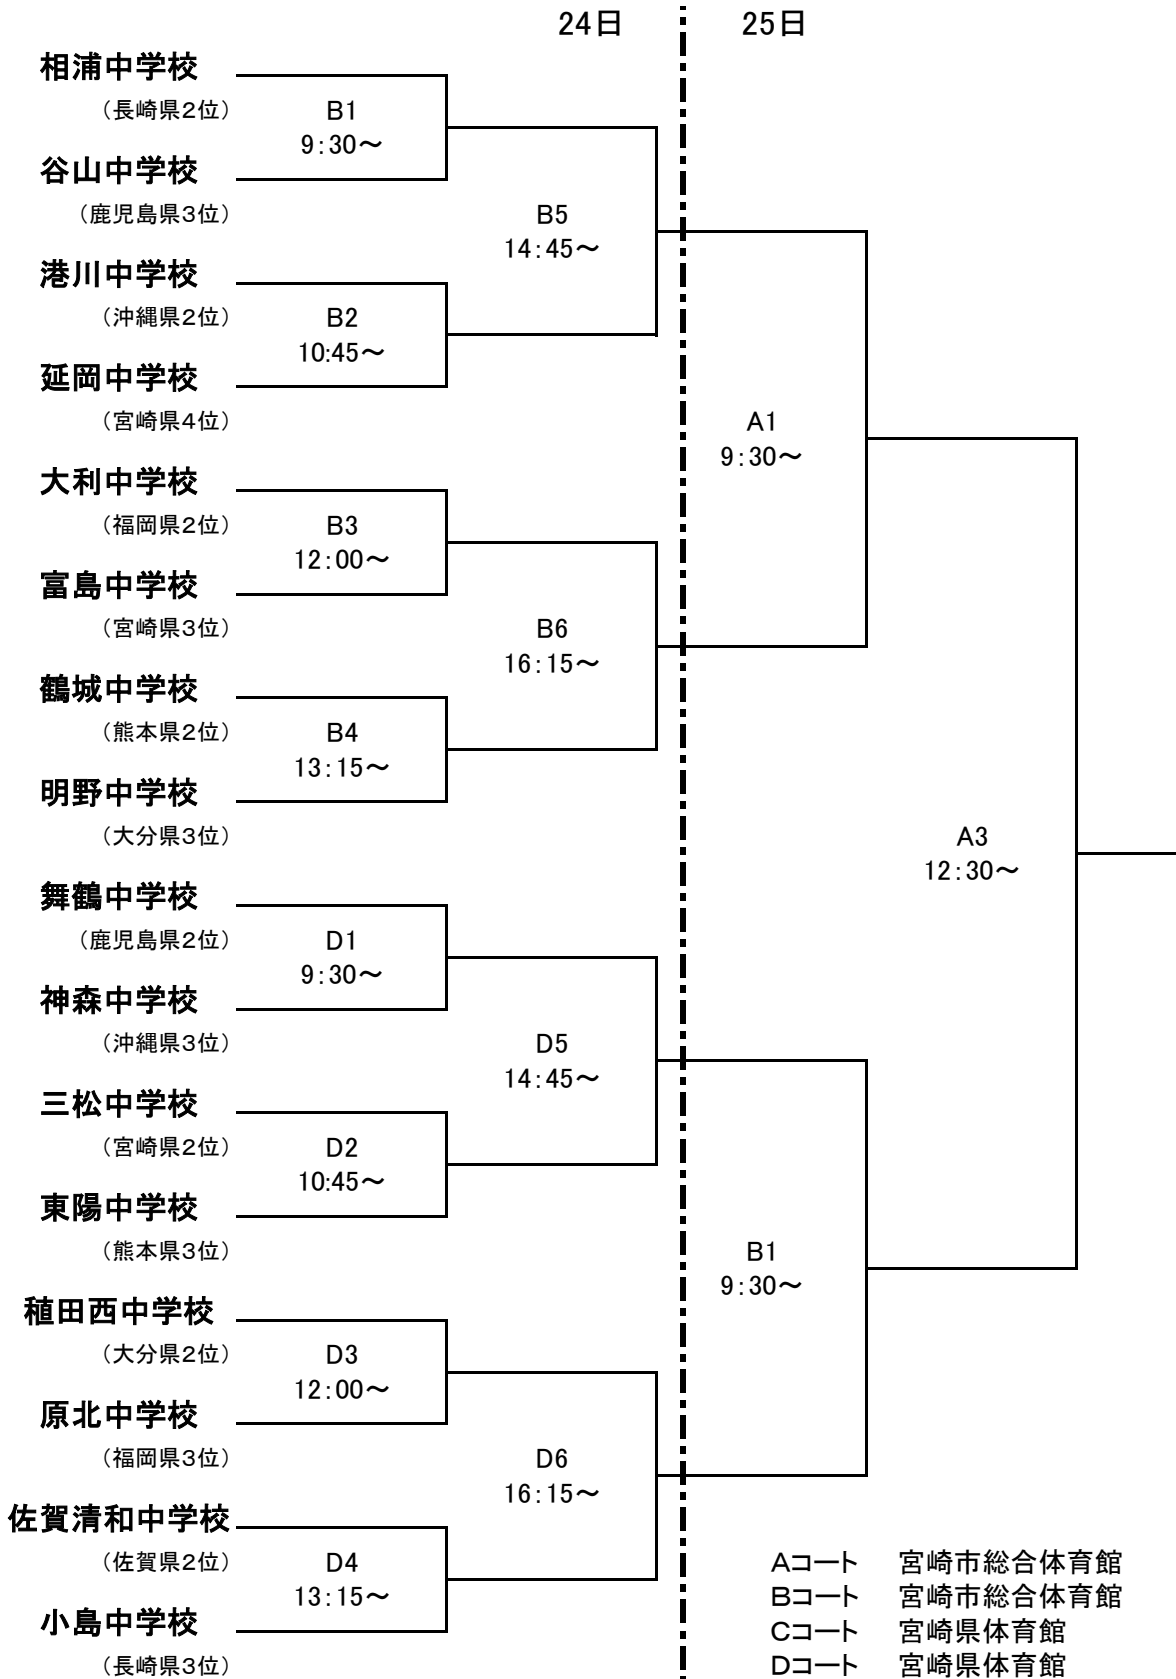 24日 25日
相浦中学校
（長崎県2位）
B1
9:30～
谷山中学校
（鹿児島県3位）
B5
14:45～
港川中学校
（沖縄県2位）
B2
10:45～
延岡中学校
（宮崎県4位）
A1
9:30～
大利中学校
（福岡県2位）
B3
12:00～
富島中学校
（宮崎県3位）
B6
16:15～
鶴城中学校
（熊本県2位）
B4
13:15～
明野中学校
（大分県3位）
A3
12:30～
舞鶴中学校
（鹿児島県2位）
D1
9:30～
神森中学校
（沖縄県3位）
D5
14:45～
三松中学校
（宮崎県2位）
D2
10:45～
東陽中学校
（熊本県3位）
B1
9:30～
稙田西中学校
（大分県2位）
D3
12:00～
原北中学校
（福岡県3位）
D6
16:15～
佐賀清和中学校
（佐賀県2位）
D4
13:15～
小島中学校
（長崎県3位）
Aコート 宮崎市総合体育館
Bコート 宮崎市総合体育館
Cコート 宮崎県体育館
Dコート 宮崎県体育館